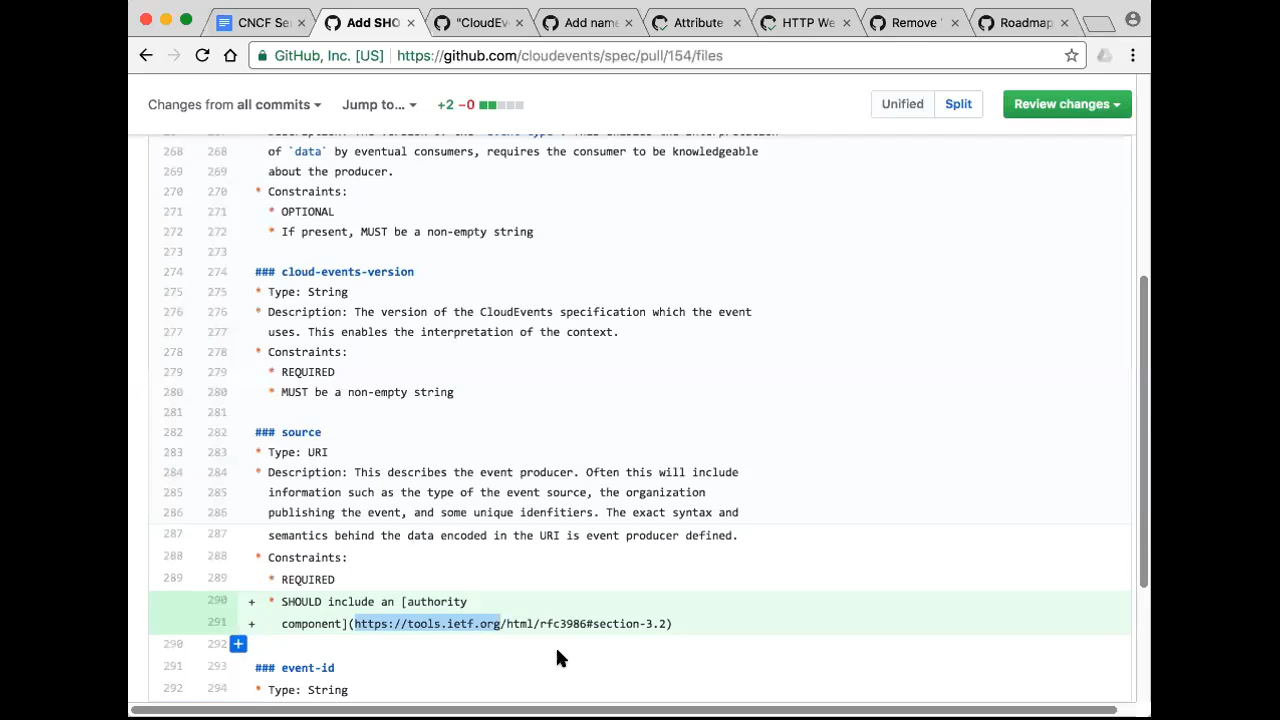 CNCF Se
Add SHO
"CloudEv
Add name
Attribute
HTTP We
Remove
Roadmap
GitHub, Inc. [US]
https://github.com/cloudevents/spec/pull/154/files
Changes from all commits
Jump to...
+2 −0
Unified
Split
Review changes
268 268 of `data` by eventual consumers, requires the consumer to be knowledgeable
269 269 about the producer.
270 270 * Constraints:
271 271 * OPTIONAL
272 272 * If present, MUST be a non-empty string
273 273
274 274 ### cloud-events-version
275 275 * Type: String
276 276 * Description: The version of the CloudEvents specification which the event
277 277 uses. This enables the interpretation of the context.
278 278 * Constraints:
279 279 * REQUIRED
280 280 * MUST be a non-empty string
281 281
282 282 ### source
283 283 * Type: URI
284 284 * Description: This describes the event producer. Often this will include
285 285 information such as the type of the event source, the organization
286 286 publishing the event, and some unique idenfitiers. The exact syntax and
287 287 semantics behind the data encoded in the URI is event producer defined.
288 288 * Constraints:
289 289 * REQUIRED
290 + * SHOULD include an [authority
291 + component](https://tools.ietf.org/html/rfc3986#section-3.2)
290 292 +
291 293 ### event-id
292 294 * Type: String